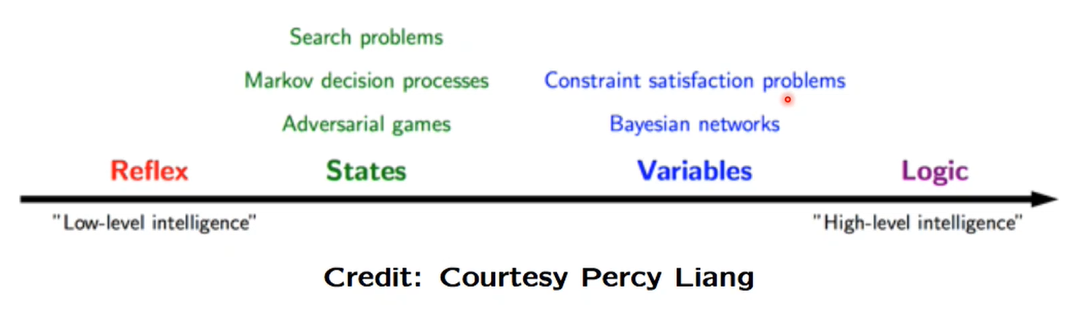 Search problems
Markov decision processes
Constraint satisfaction problems
Adversarial games
Bayesian networks
Reflex
States
Variables
Logic
"Low-level intelligence"
"High-level intelligence"
Credit: Courtesy Percy Liang